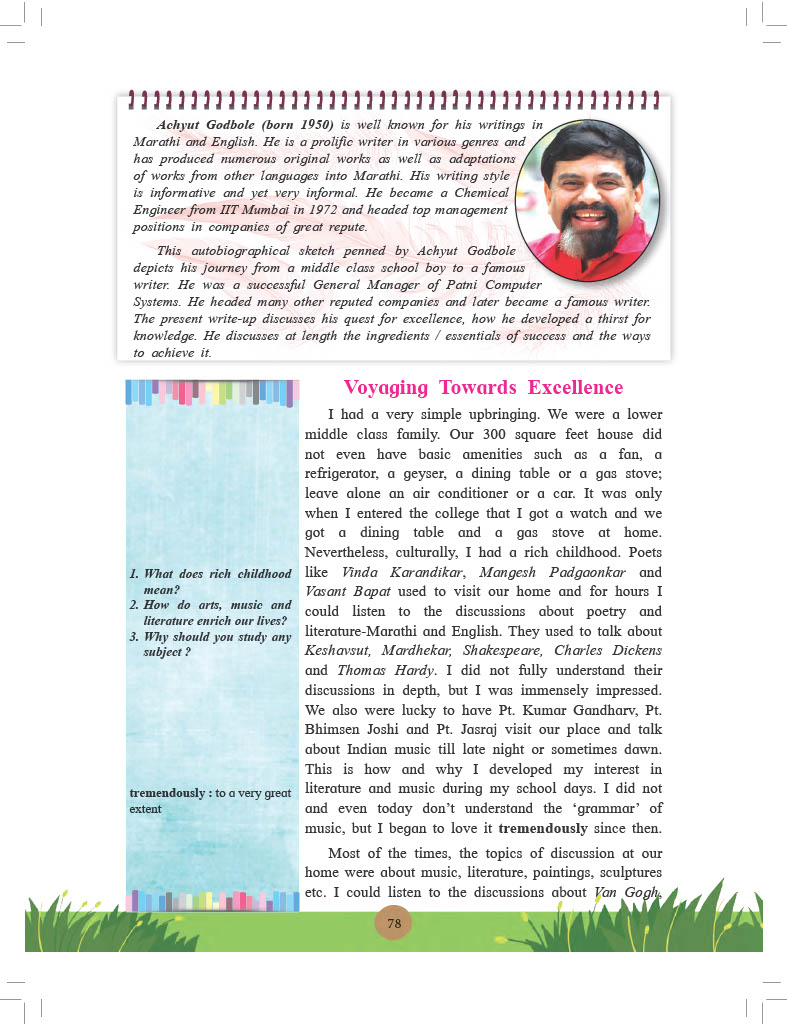 Achyut Godbole (born 1950) is well known for his writings in
Marathi and English. He is a prolific writer in various genres and
has produced numerous original works as well as adaptations
of works from other languages into Marathi. His writing style
is informative and yet very informal. He became a Chemical
Engineer from IIT Mumbai in 1972 and headed top management
positions in companies of great repute.
This autobiographical sketch penned by Achyut Godbole
depicts his journey from a middle class school boy to a famous
writer. He was a successful General Manager of Patni Computer
Systems. He headed many other reputed companies and later became a famous writer.
The present write-up discusses his quest for excellence, how he developed a thirst for
knowledge. He discusses at length the ingredients / essentials of success and the ways
to achieve it.
Voyaging Towards Excellence
I had a very simple upbringing. We were a lower
middle class family. Our 300 square feet house did
not even have basic amenities such as a fan, a
refrigerator, a geyser, a dining table or a gas stove;
leave alone an air conditioner or a car. It was only
when I entered the college that I got a watch and we
got a dining table and a gas stove at home.
Nevertheless, culturally, I had a rich childhood. Poets
like Vinda Karandikar, Mangesh Padgaonkar and
Vasant Bapat used to visit our home and for hours I
could listen to the discussions about poetry and
literature-Marathi and English. They used to talk about
Keshavsut, Mardhekar, Shakespeare, Charles Dickens
and Thomas Hardy. I did not fully understand their
discussions in depth, but I was immensely impressed.
We also were lucky to have Pt. Kumar Gandharv, Pt.
Bhimsen Joshi and Pt. Jasraj visit our place and talk
about Indian music till late night or sometimes dawn.
This is how and why I developed my interest in
literature and music during my school days. I did not
and even today don’t understand the ‘grammar’ of
music, but I began to love it tremendously since then.
Most of the times, the topics of discussion at our
home were about music, literature, paintings, sculptures
etc. I could listen to the discussions about Van Gogh,
1. What does rich childhood
mean?
2. How do arts, music and
literature enrich our lives?
3. Why should you study any
subject ?
tremendously : to a very great
extent
78